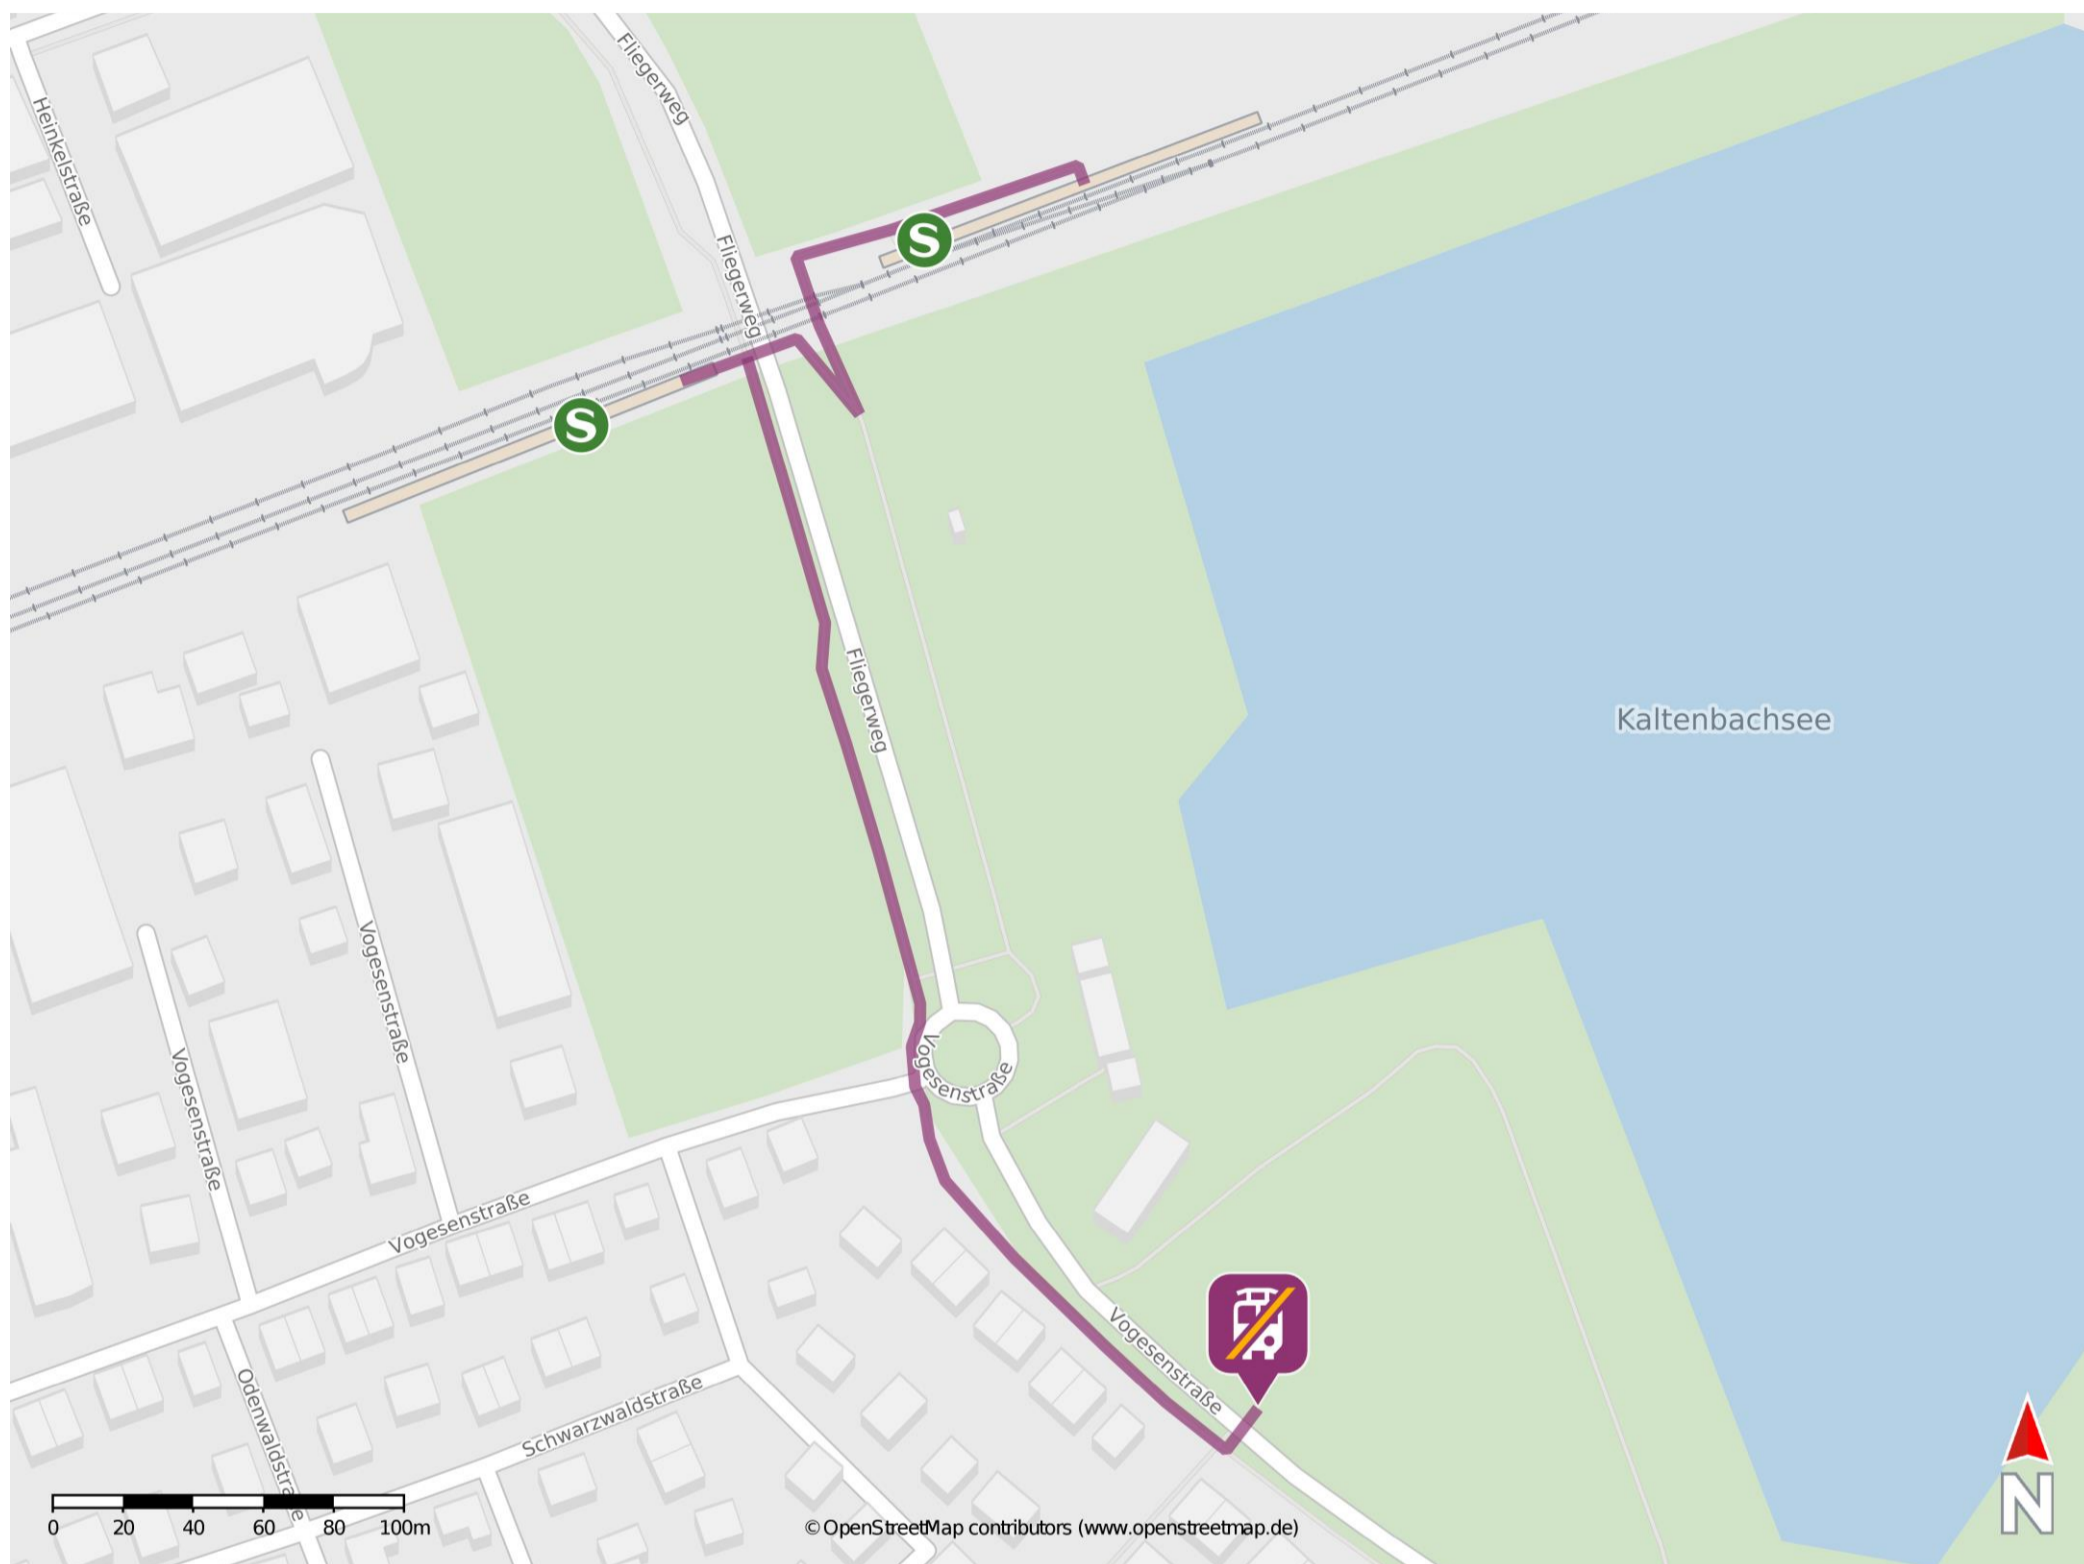 Fliegerweg
Heinkelstraße
S
Fliegerweg
S
Fliegerweg
Kaltenbachsee
Vogesenstraße
Vogesenstraße
Vogesenstraße
Vogesenstraße
Vogesenstraße
Odenwaldstraße
Schwarzwaldstraße
0 20 40 60 80 100m
© OpenStreetMap contributors (www.openstreetmap.de)
N